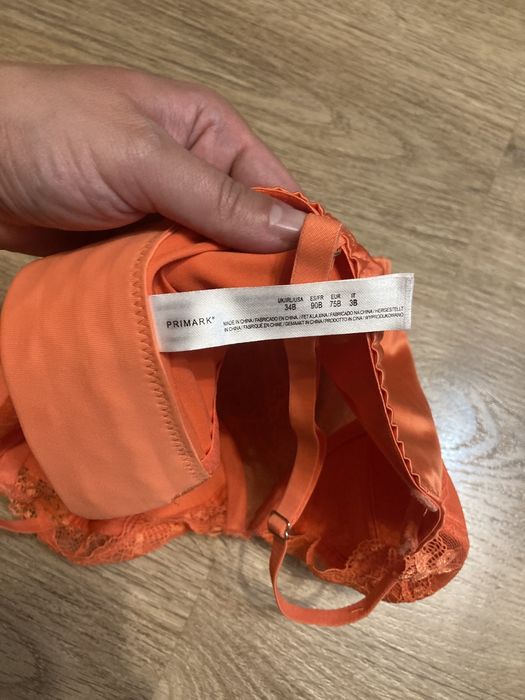 UK/IRL/USA ES/FR EUR IT
34B 90B 75B 3B
PRIMARK®
MADE IN CHINA / FABRICADO EN CHINA / FABRICADO NA CHINA / HERGESTELLT
IN CHINA / FABRIQUÉ EN CHINE / GEMAAKT IN CHINA / PRODOTTO IN CINA / WYPRODUKOWANO